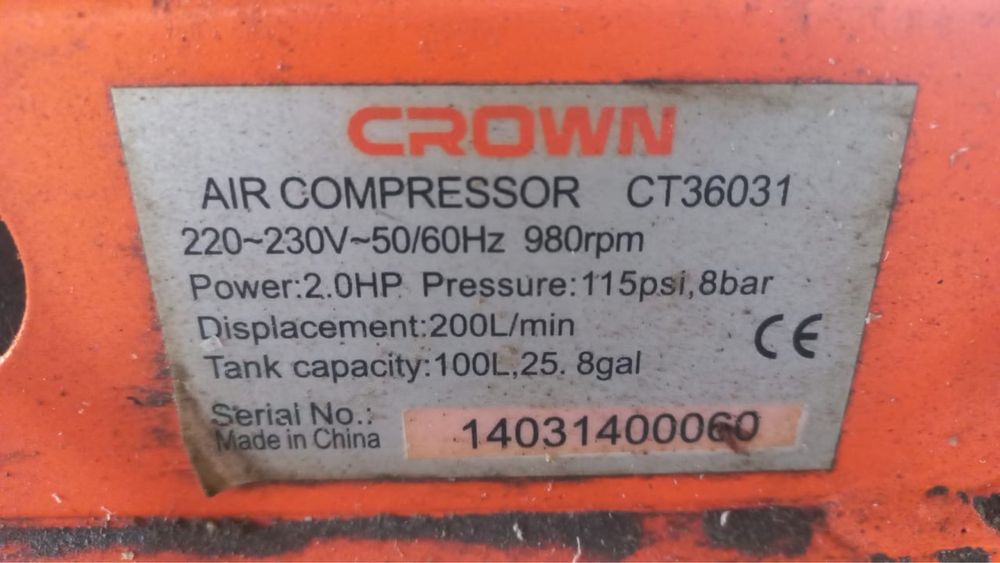 CROWN
AIR COMPRESSOR CT36031
220~230V~50/60Hz 980rpm
Power:2.0HP Pressure:115psi,8bar
Displacement:200L/min
CE
Tank capacity:100L,25. 8gal
Serial No.:
Made in China
14031400060